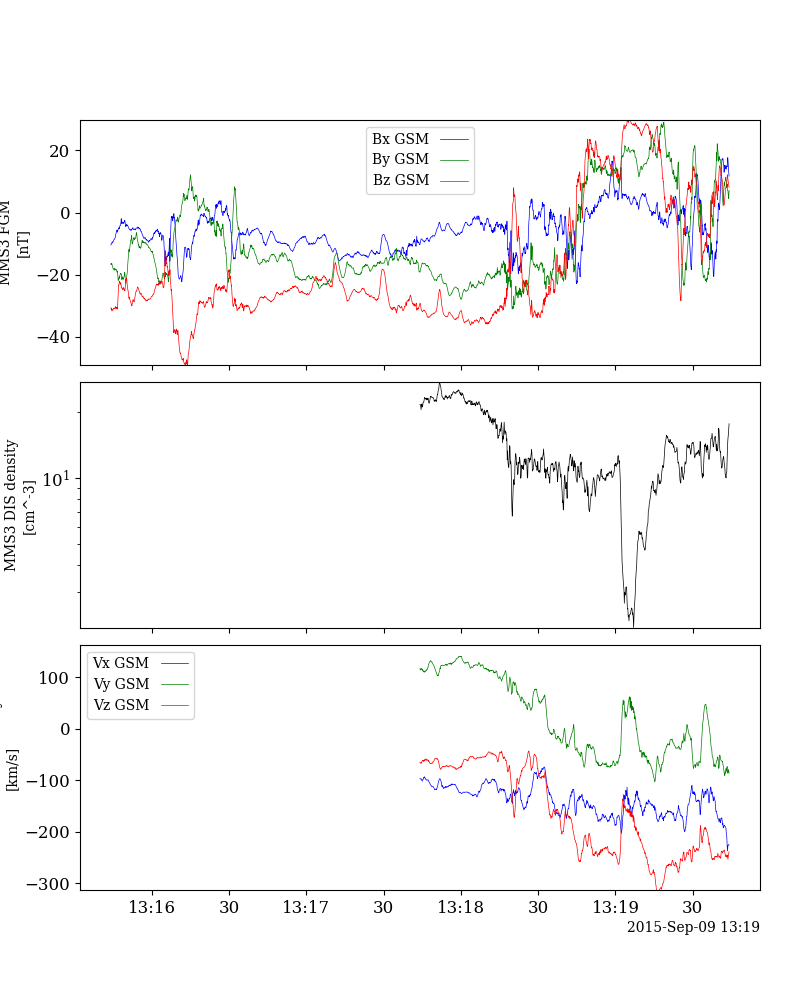 Bx GSM
By GSM
Bz GSM
20
0
−20
−40
MMS3 FGM
[nT]
10^1
MMS3 DIS density
[cm^-3]
Vx GSM
Vy GSM
Vz GSM
100
0
−100
−200
−300
[km/s]
13:16 30 13:17 30 13:18 30 13:19 30
2015-Sep-09 13:19